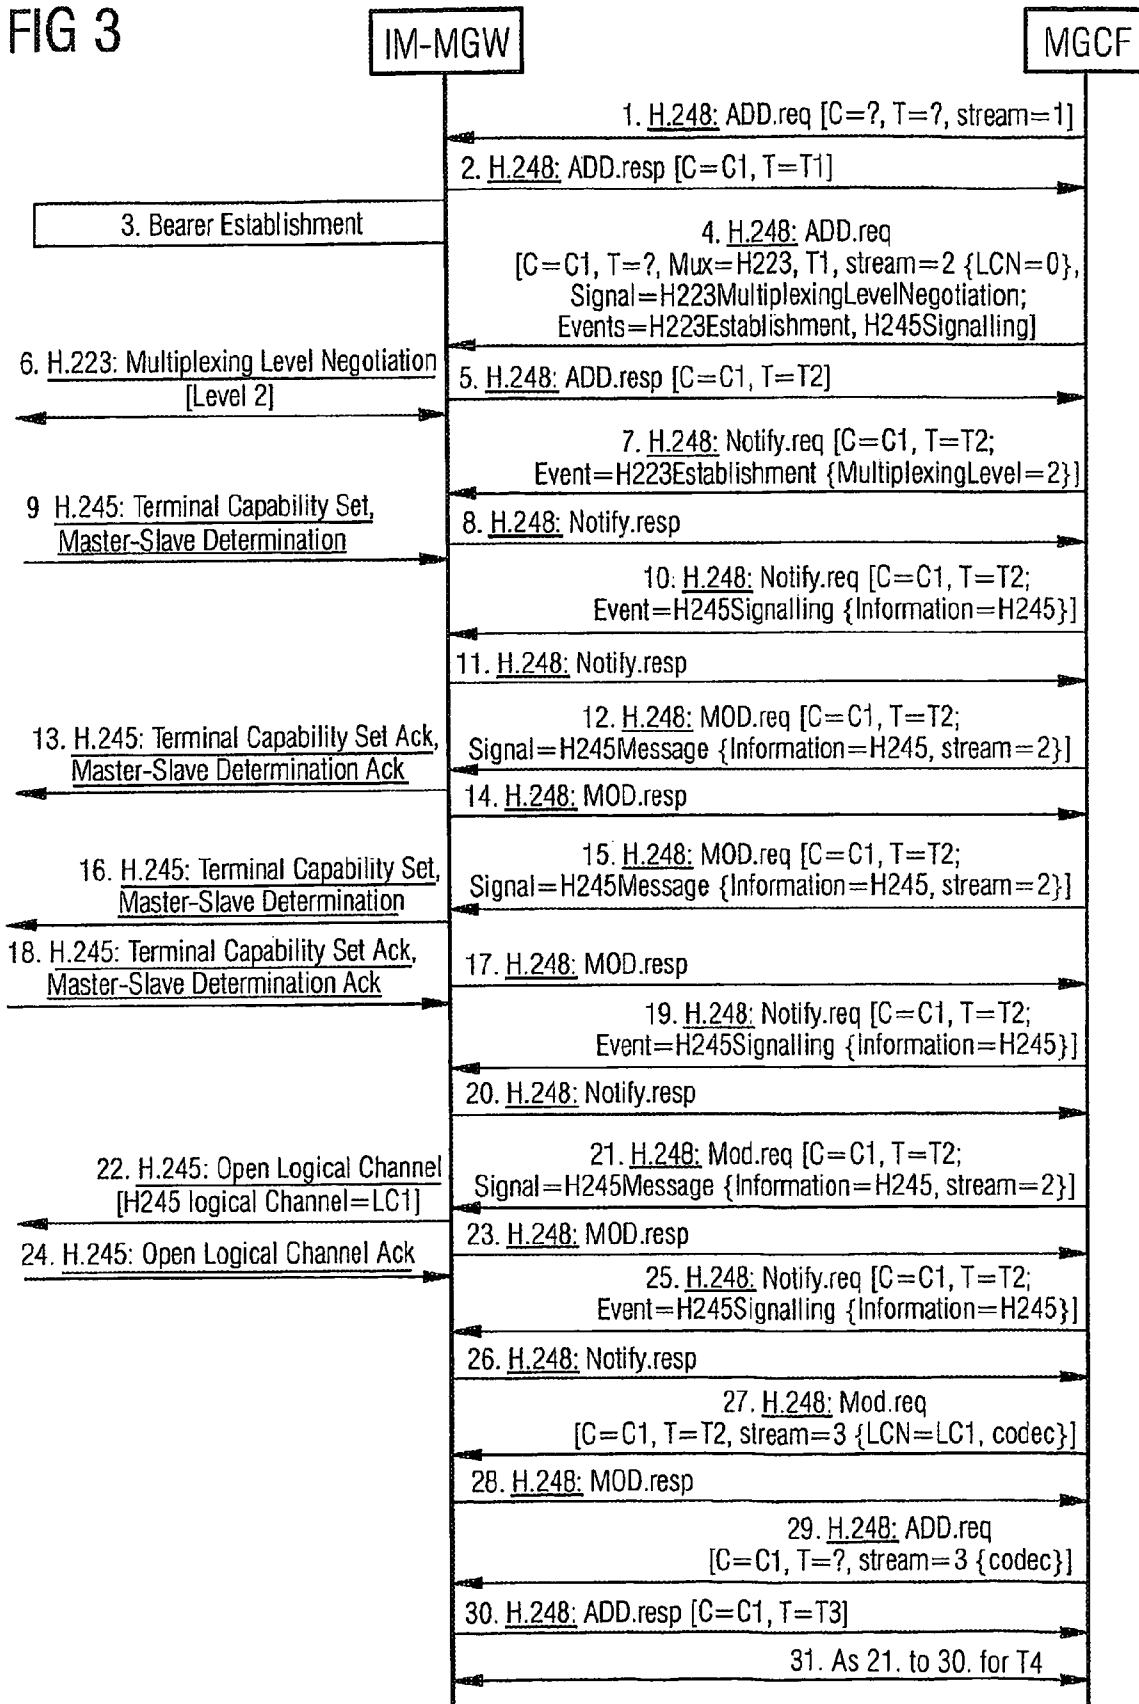 FIG 3
IM-MGW
MGCF
1. H.248: ADD.req [C=?, T=?, stream=1]
2. H.248: ADD.resp [C=C1, T=T1]
3. Bearer Establishment
4. H.248: ADD.req
[C=C1, T=?, Mux=H223, T1, stream=2 {LCN=0},
Signal=H223MultiplexingLevelNegotiation;
Events=H223Establishment, H245Signalling]
6. H.223: Multiplexing Level Negotiation
[Level 2]
5. H.248: ADD.resp [C=C1, T=T2]
7. H.248: Notify.req [C=C1, T=T2;
Event=H223Establishment {MultiplexingLevel=2}]
9 H.245: Terminal Capability Set,
Master-Slave Determination
8. H.248: Notify.resp
10. H.248: Notify.req [C=C1, T=T2;
Event=H245Signalling {Information=H245}]
11. H.248: Notify.resp
12. H.248: MOD.req [C=C1, T=T2;
Signal=H245Message {Information=H245, stream=2}]
13. H.245: Terminal Capability Set Ack,
Master-Slave Determination Ack
14. H.248: MOD.resp
15. H.248: MOD.req [C=C1, T=T2;
Signal=H245Message {Information=H245, stream=2}]
16. H.245: Terminal Capability Set,
Master-Slave Determination
18. H.245: Terminal Capability Set Ack,
Master-Slave Determination Ack
17. H.248: MOD.resp
19. H.248: Notify.req [C=C1, T=T2;
Event=H245Signalling {Information=H245}]
20. H.248: Notify.resp
21. H.248: Mod.req [C=C1, T=T2;
Signal=H245Message {Information=H245, stream=2}]
22. H.245: Open Logical Channel
[H245 logical Channel=LC1]
23. H.248: MOD.resp
24. H.245: Open Logical Channel Ack
25. H.248: Notify.req [C=C1, T=T2;
Event=H245Signalling {Information=H245}]
26. H.248: Notify.resp
27. H.248: Mod.req
[C=C1, T=T2, stream=3 {LCN=LC1, codec}]
28. H.248: MOD.resp
29. H.248: ADD.req
[C=C1, T=?, stream=3 {codec}]
30. H.248: ADD.resp [C=C1, T=T3]
31. As 21. to 30. for T4